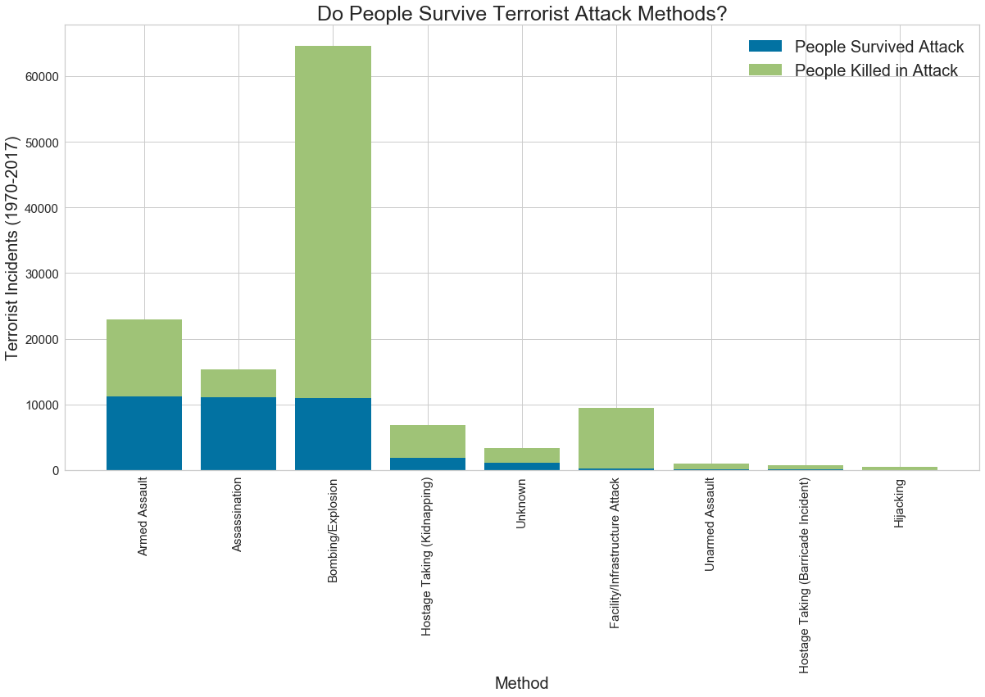 Do People Survive Terrorist Attack Methods?
People Survived Attack
People Killed in Attack
Terrorist Incidents (1970-2017)
60000
50000
40000
30000
20000
10000
0
Armed Assault
Assassination
Bombing/Explosion
Hostage Taking (Kidnapping)
Unknown
Facility/Infrastructure Attack
Unarmed Assault
Hostage Taking (Barricade Incident)
Hijacking
Method